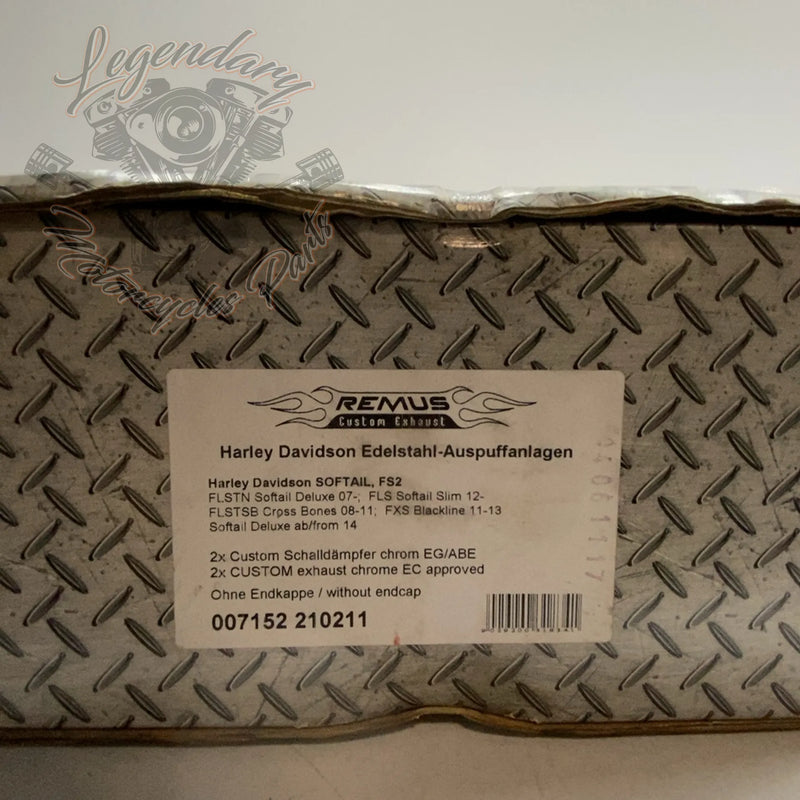 Legendary
Motorcycles Parts
REMUS
Custom Exhaust
Harley Davidson Edelstahl-Auspuffanlagen
Harley Davidson SOFTAIL, FS2
FLSTN Softail Deluxe 07-; FLS Softail Slim 12-
FLSTSB Cross Bones 08-11; FXS Blackline 11-13
Softail Deluxe ab/from 14
2x Custom Schalldämpfer chrom EG/ABE
2x CUSTOM exhaust chrome EC approved
Ohne Endkappe / without endcap
007152 210211